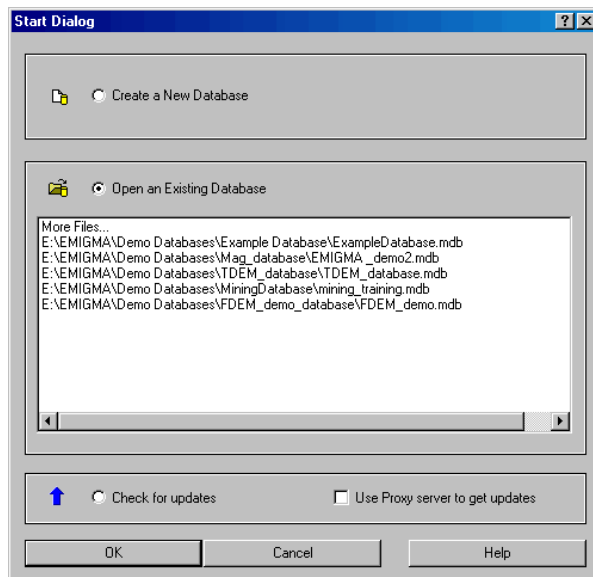 Start Dialog
Create a New Database
Open an Existing Database
More Files...
E:\EMIGMA\Demo Databases\Example Database\ExampleDatabase.mdb
E:\EMIGMA\Demo Databases\Mag_database\EMIGMA _demo2.mdb
E:\EMIGMA\Demo Databases\TDEM_database\TDEM_database.mdb
E:\EMIGMA\Demo Databases\MiningDatabase\mining_training.mdb
E:\EMIGMA\Demo Databases\FDEM_demo_database\FDEM_demo.mdb
Check for updates Use Proxy server to get updates
OK Cancel Help